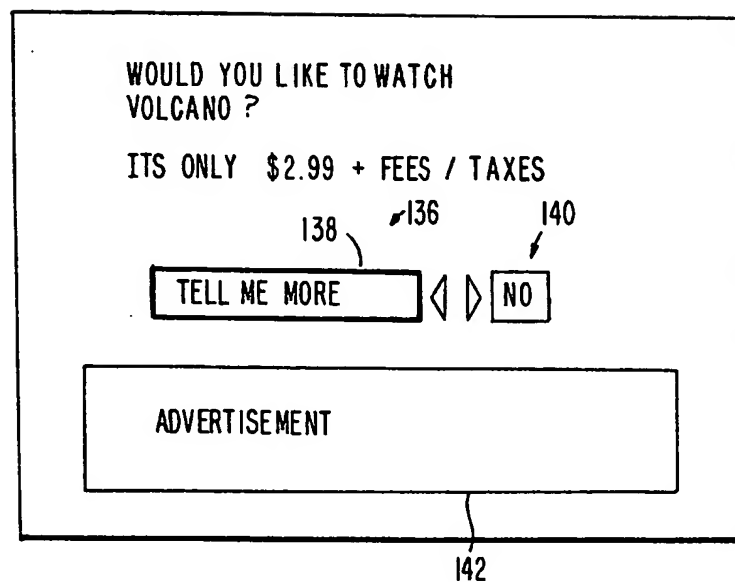 WOULD YOU LIKE TO WATCH
VOLCANO ?
ITS ONLY $2.99 + FEES / TAXES
138 136 140
TELL ME MORE NO
ADVERTISEMENT
142